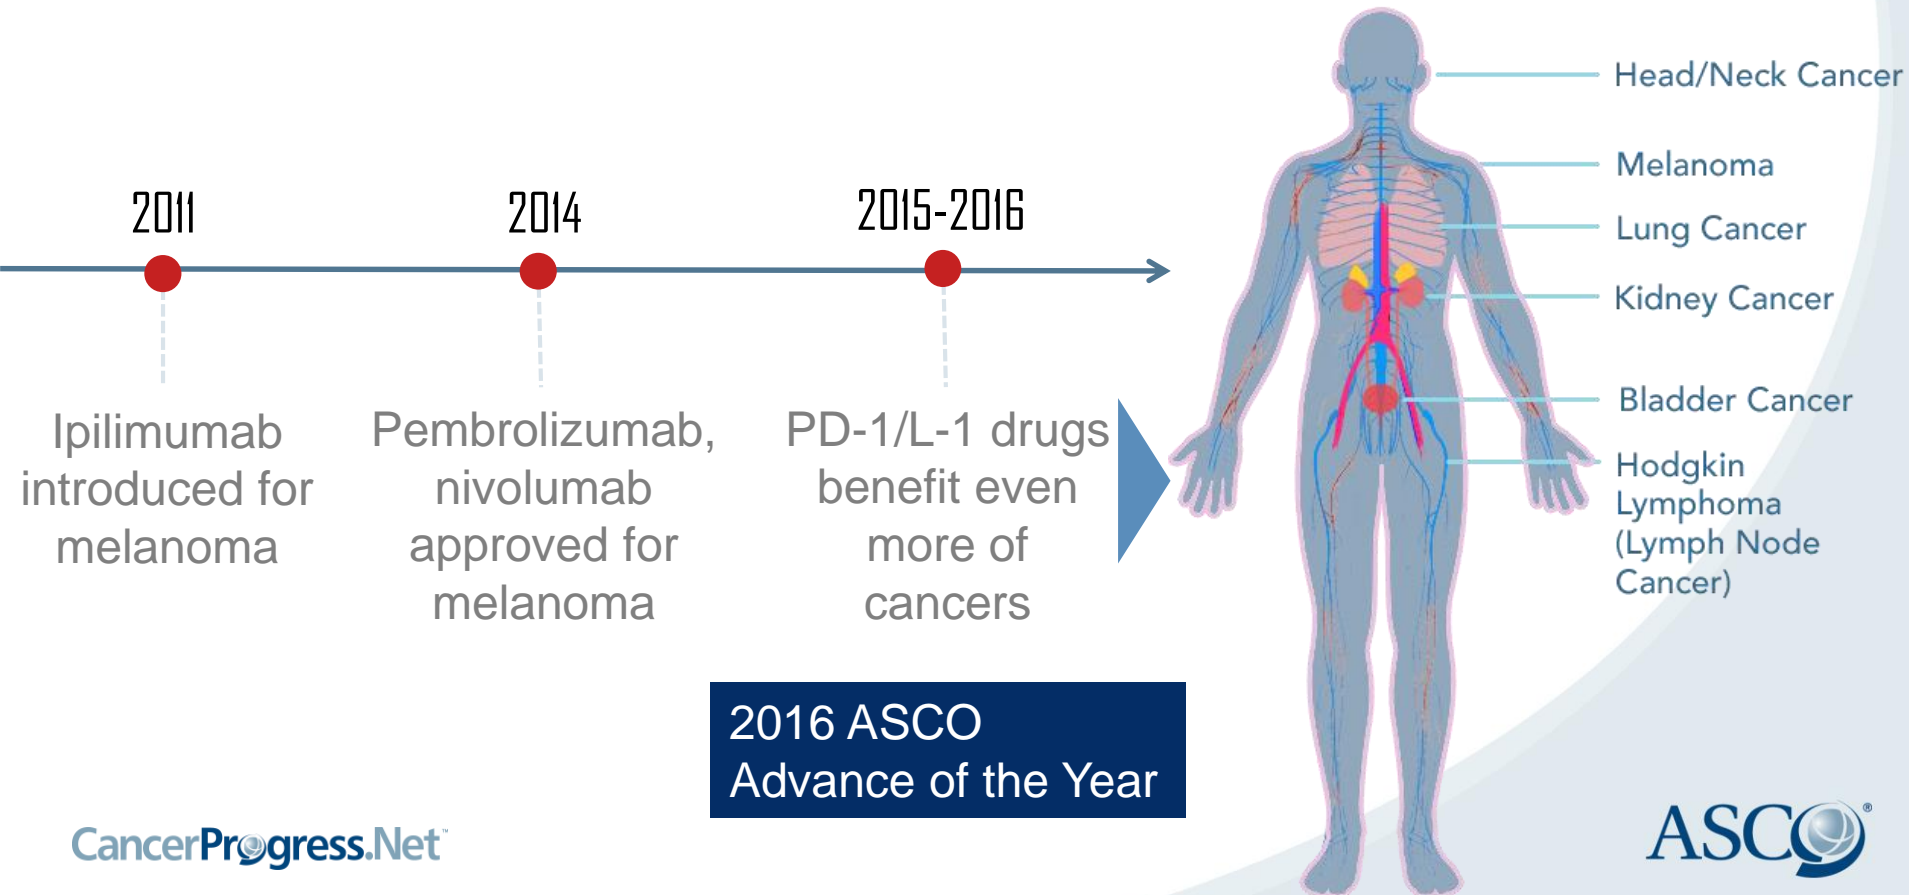 2011
Ipilimumab
introduced for
melanoma
2014
Pembrolizumab,
nivolumab
approved for
melanoma
2015-2016
PD-1/L-1 drugs
benefit even
more of
cancers
2016 ASCO
Advance of the Year
Head/Neck Cancer
Melanoma
Lung Cancer
Kidney Cancer
Bladder Cancer
Hodgkin
Lymphoma
(Lymph Node
Cancer)
CancerProgress.Net™
ASCO®